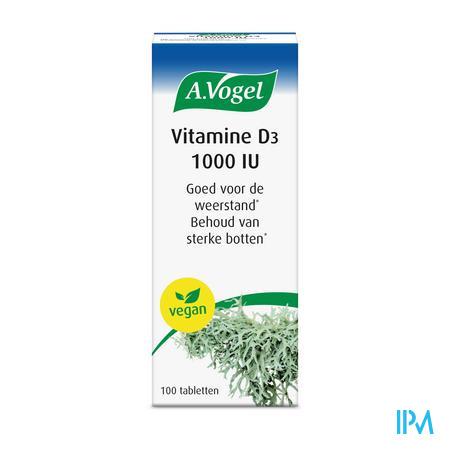 A.Vogel
Vitamine D3
1000 IU
Goed voor de
weerstand*
Behoud van
sterke botten*
vegan
100 tabletten
IPM